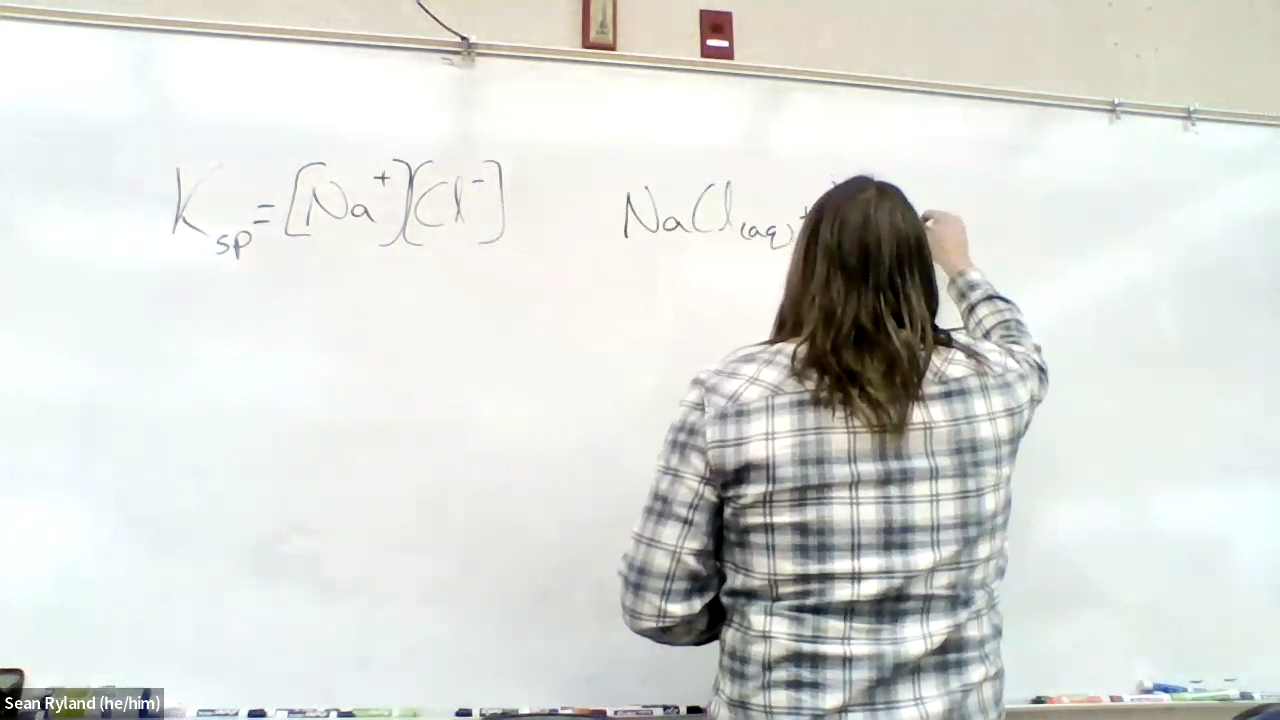 Ksp=[Na⁺][Cl⁻]
NaCl(aq)+
Sean Ryland (he/him)